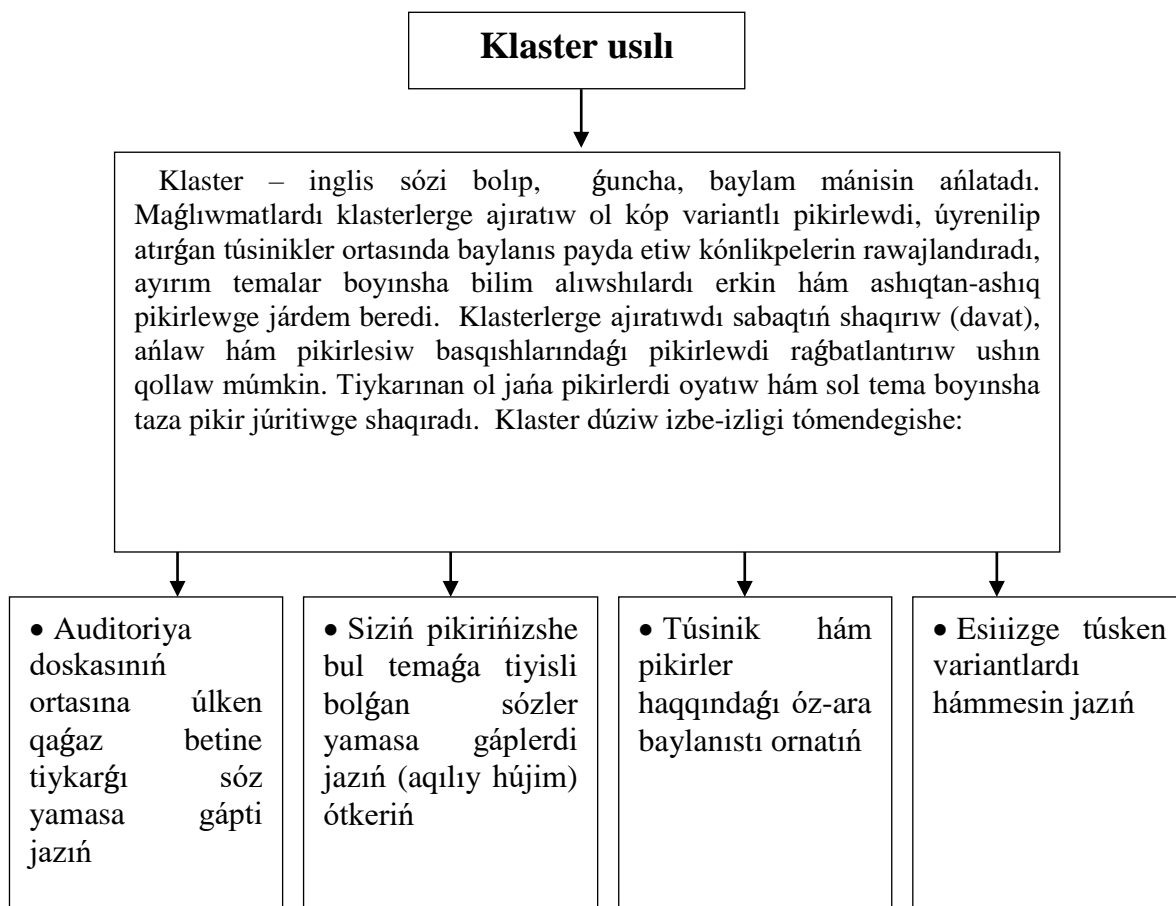 Klaster usılı
Klaster – inglis sózi bolıp, ǵuncha, baylam mánisin ańlatadı.
Maǵlıwmatlardı klasterlerge ajıratıw ol kóp variantlı pikirlewdi, úyrenilip
atırǵan túsinikler ortasında baylanıs payda etiw kónlikpelerin rawajlandıradı,
ayırım temalar boyınsha bilim alıwshılardı erkin hám ashıqtan-ashıq
pikirlewge járdem beredi. Klasterlerge ajıratıwdı sabaqtıń shaqırıw (davat),
ańlaw hám pikirlesiw basqıshlarındaǵı pikirlewdi raǵbatlantırıw ushın
qollaw múmkin. Tiykarınan ol jańa pikirlerdi oyatıw hám sol tema boyınsha
taza pikir júritiwge shaqıradı. Klaster dúziw izbe-izligi tómendegishe:
• Auditoriya
doskasınıń
ortasına úlken
qaǵaz betine
tiykarǵı sóz
yamasa gápti
jazıń
• Siziń pikirińizshe
bul temaǵa tiyisli
bolǵan sózler
yamasa gáplerdi
jazıń (aqılıy hújim)
ótkeriń
• Túsinik hám
pikirler
haqqındaǵı óz-ara
baylanıstı ornatıń
• Esiıizge túsken
variantlardı
hámmesin jazıń